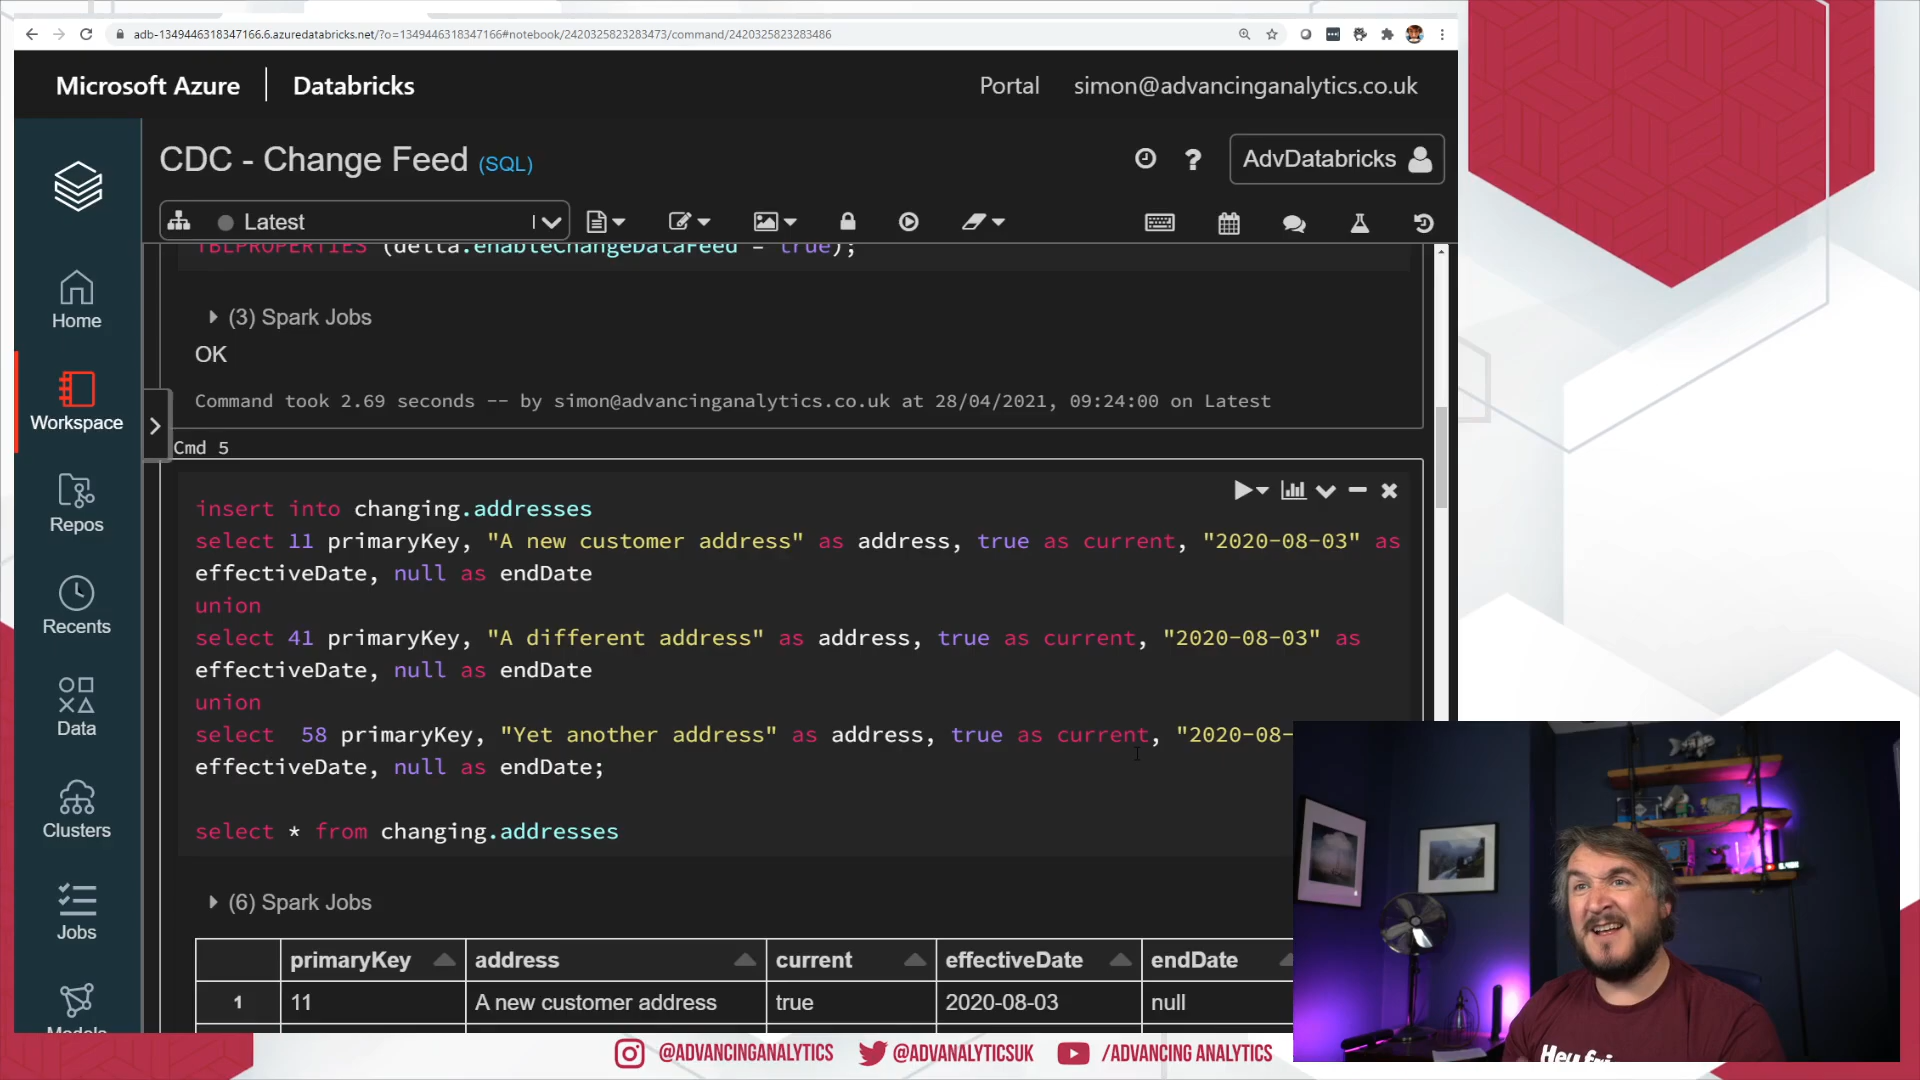 adb-1349446318347166.6.azuredatabricks.net/?o=1349446318347166#notebook/2420325823283473/command/2420325823283486
Microsoft Azure | Databricks
Portal simon@advancinganalytics.co.uk
CDC - Change Feed (SQL)
AdvDatabricks
Latest
TBLPROPERTIES (delta.enableChangeDataFeed = true);
(3) Spark Jobs
OK
Command took 2.69 seconds -- by simon@advancinganalytics.co.uk at 28/04/2021, 09:24:00 on Latest
Cmd 5
insert into changing.addresses
select 11 primaryKey, "A new customer address" as address, true as current, "2020-08-03" as
effectiveDate, null as endDate
union
select 41 primaryKey, "A different address" as address, true as current, "2020-08-03" as
effectiveDate, null as endDate
union
select 58 primaryKey, "Yet another address" as address, true as current, "2020-08-
effectiveDate, null as endDate;
select * from changing.addresses
(6) Spark Jobs
primaryKey address current effectiveDate endDate
1 11 A new customer address true 2020-08-03 null
Home
Workspace
Repos
Recents
Data
Clusters
Jobs
Models
@ADVANCINGANALYTICS @ADVANALYTICSUK /ADVANCING ANALYTICS
Hey